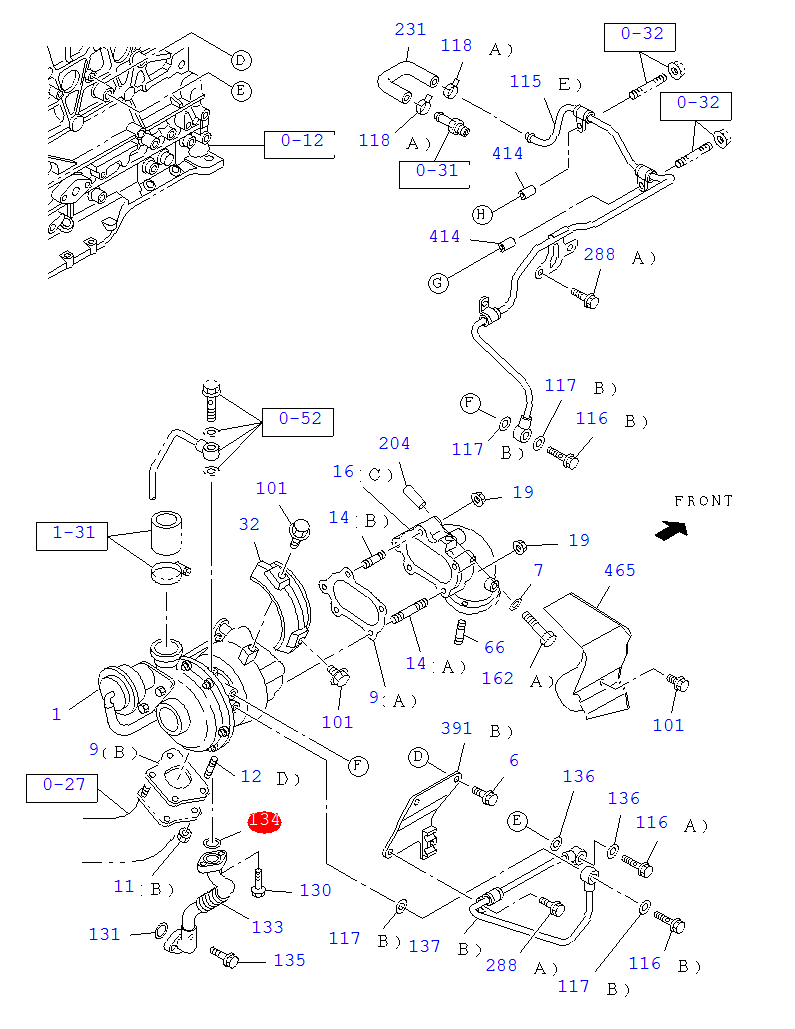 231
118 A)
0-32
D
115 E)
E
0-32
0-12
118 A)
0-31
414
H
414
288 A)
G
117 B)
F
116 B)
0-52
204
117 B)
16(C)
101
19
FRONT
32
14(B)
1-31
19
7
465
66
14(A)
162 A)
9(A)
1
101
101
391 B)
9(B)
D
6
F
12 D)
136
0-27
136
134
E
116 A)
11(B)
130
133
131
117 B)
137 B)
135
288 A)
116 B)
117 B)